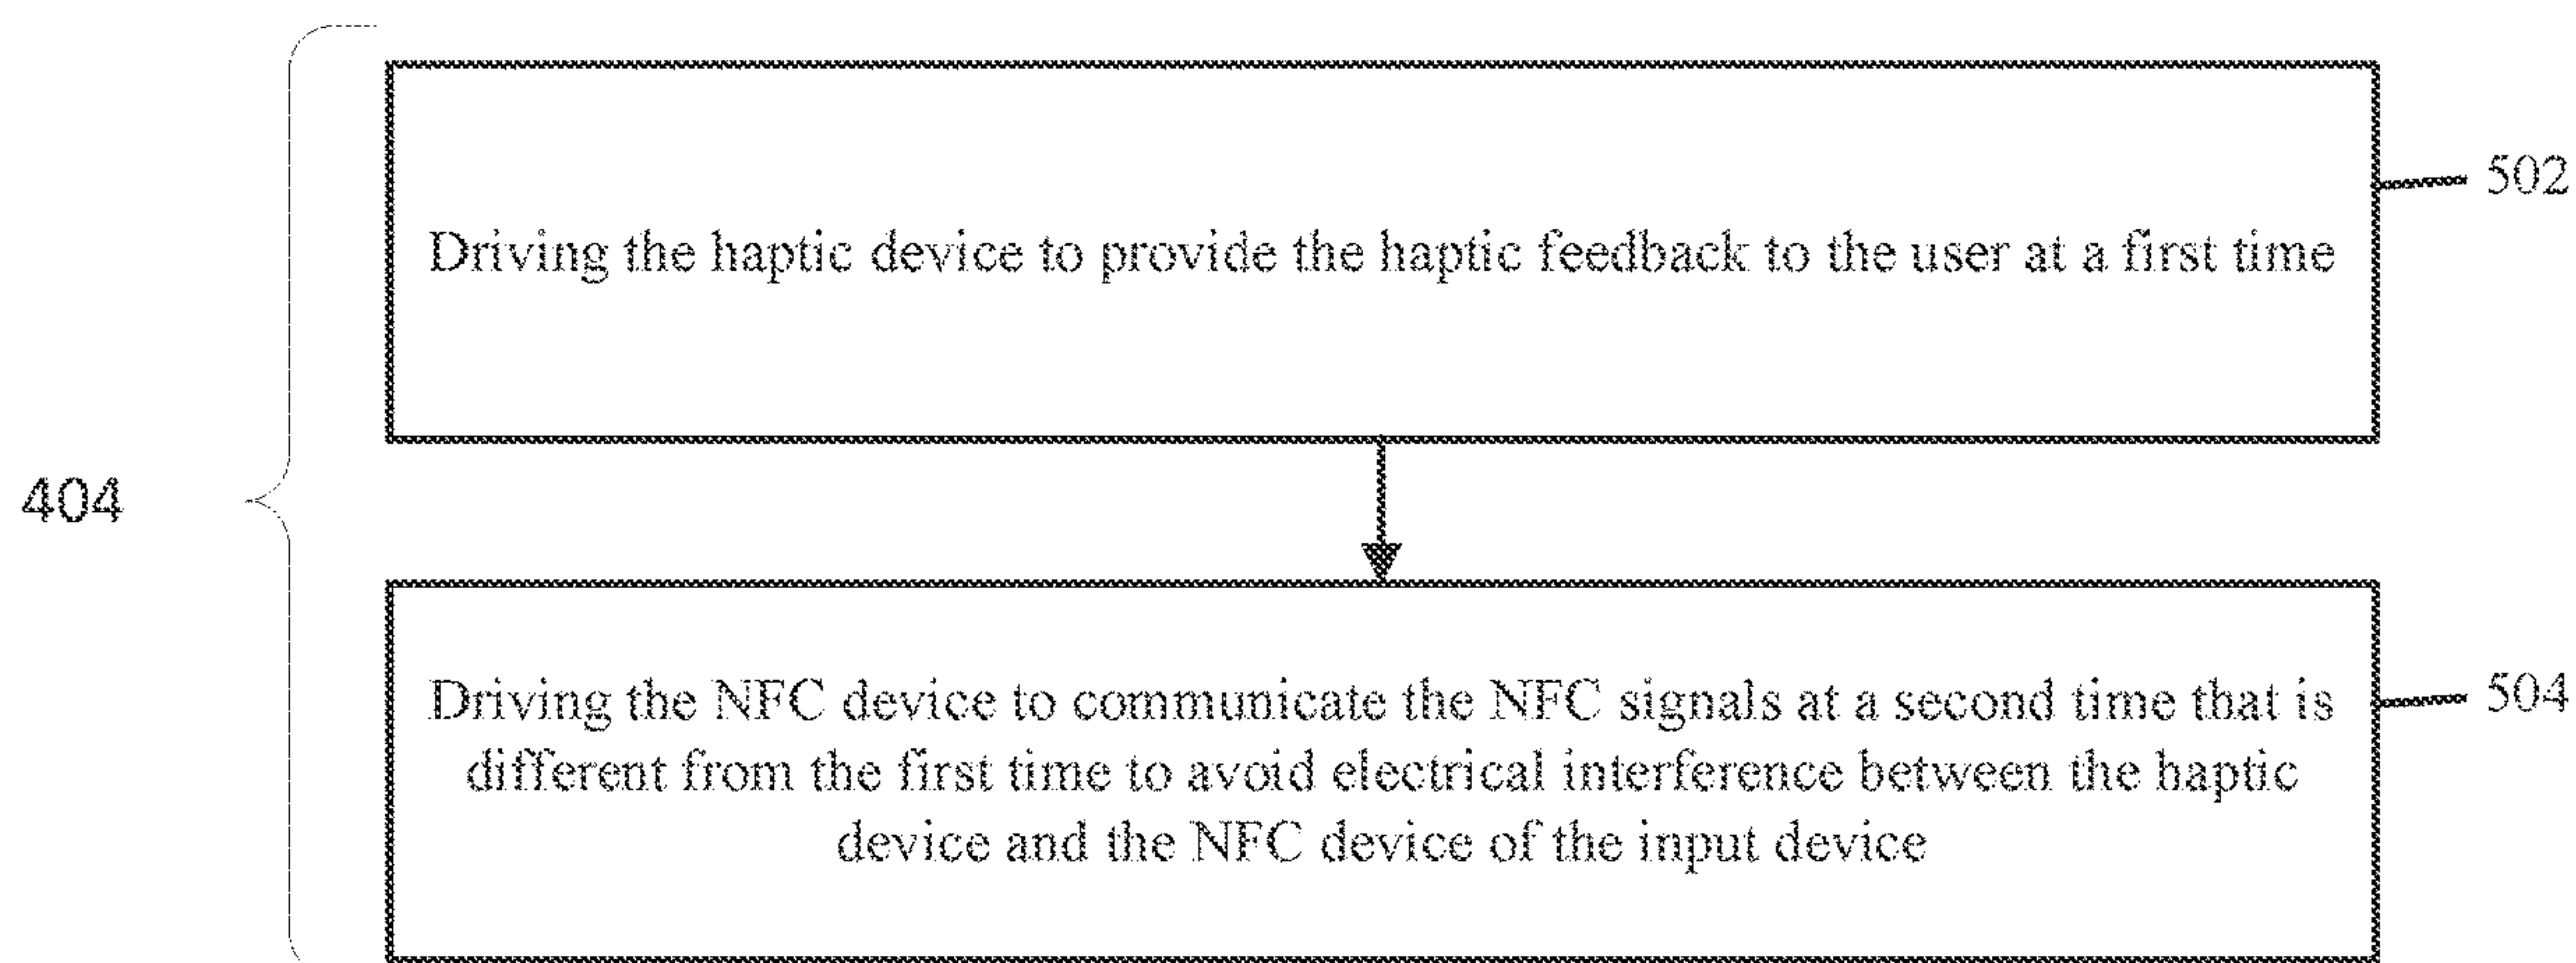 502
Driving the haptic device to provide the haptic feedback to the user at a first time
404
504
Driving the NFC device to communicate the NFC signals at a second time that is
different from the first time to avoid electrical interference between the haptic
device and the NFC device of the input device